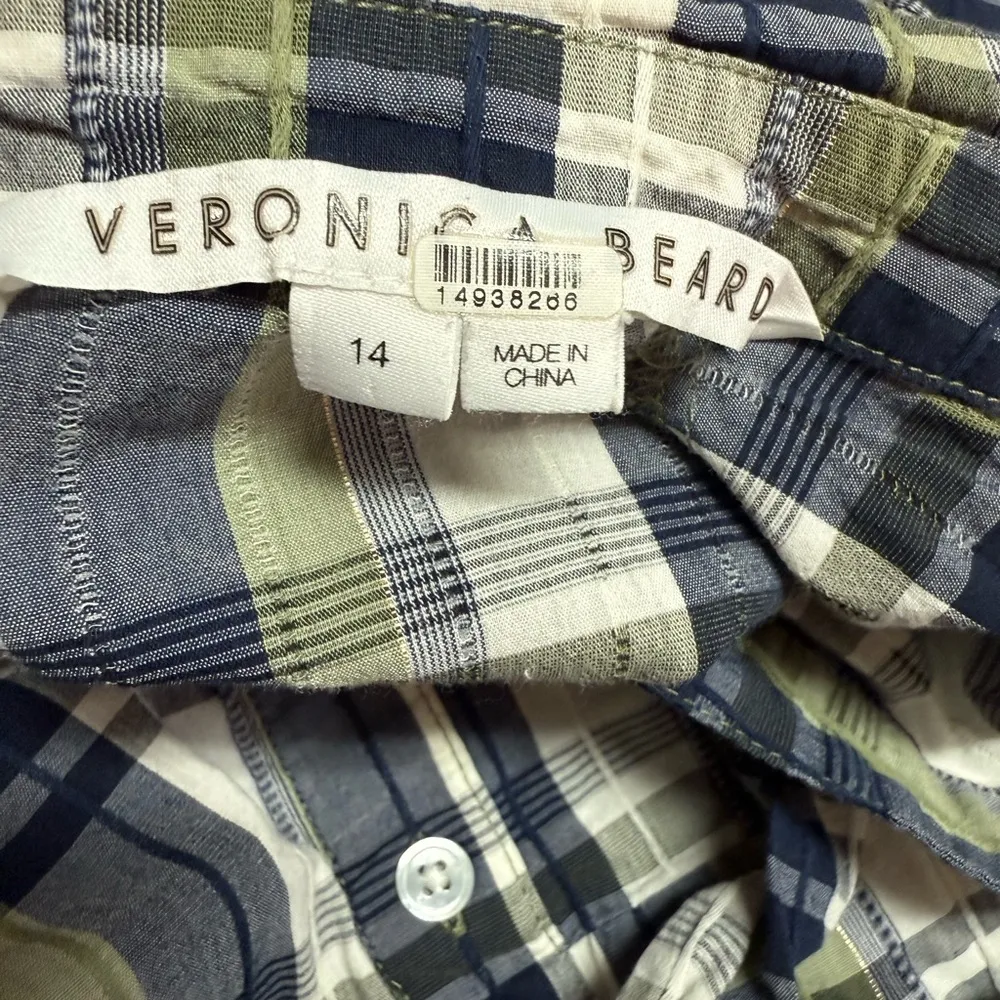 VERONICA BEARD
14938266
14
MADE IN
CHINA